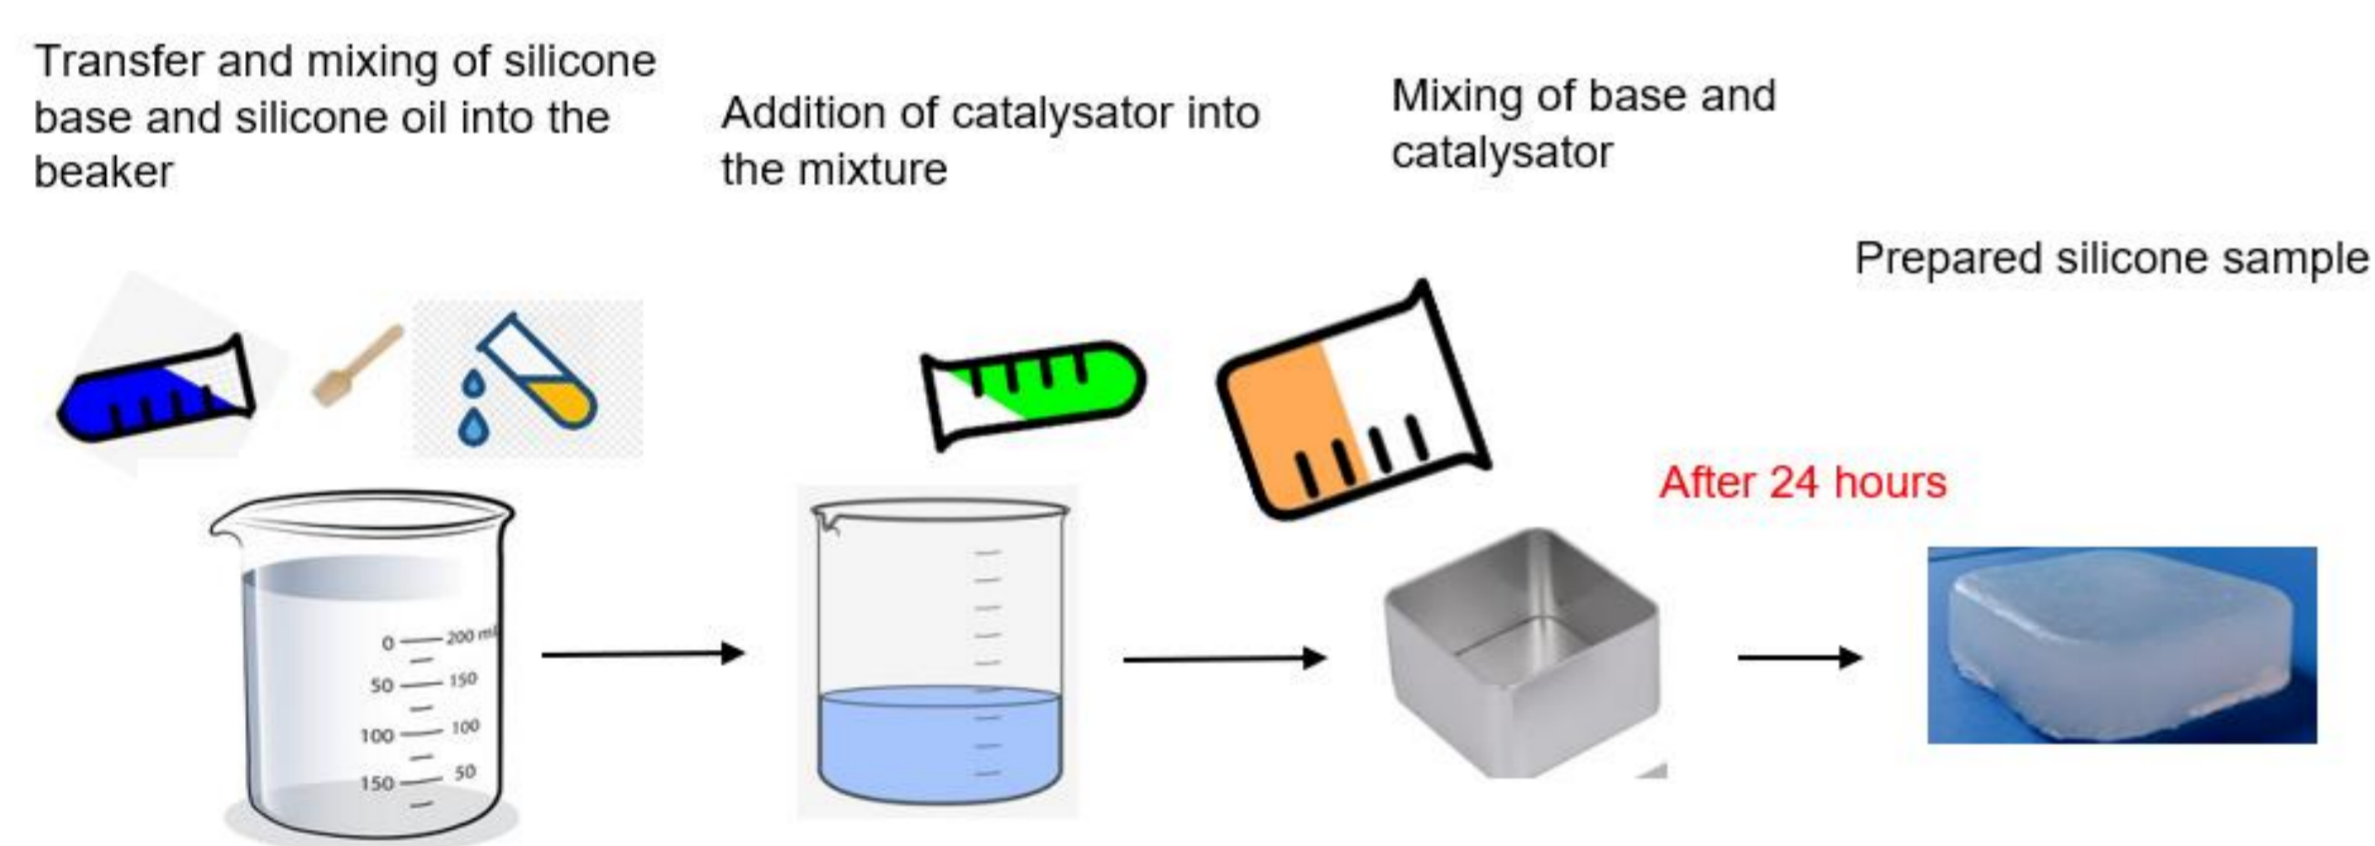 Transfer and mixing of silicone
base and silicone oil into the
beaker
Addition of catalysator into
the mixture
Mixing of base and
catalysator
Prepared silicone sample
After 24 hours
0 200 ml
50 150
100 100
150 50